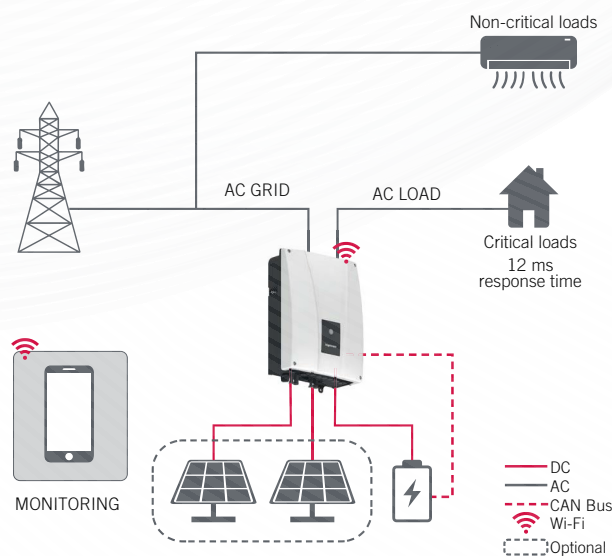 Non-critical loads
AC GRID
AC LOAD
Critical loads
12 ms
response time
MONITORING
DC
AC
CAN Bus
Wi-Fi
Optional